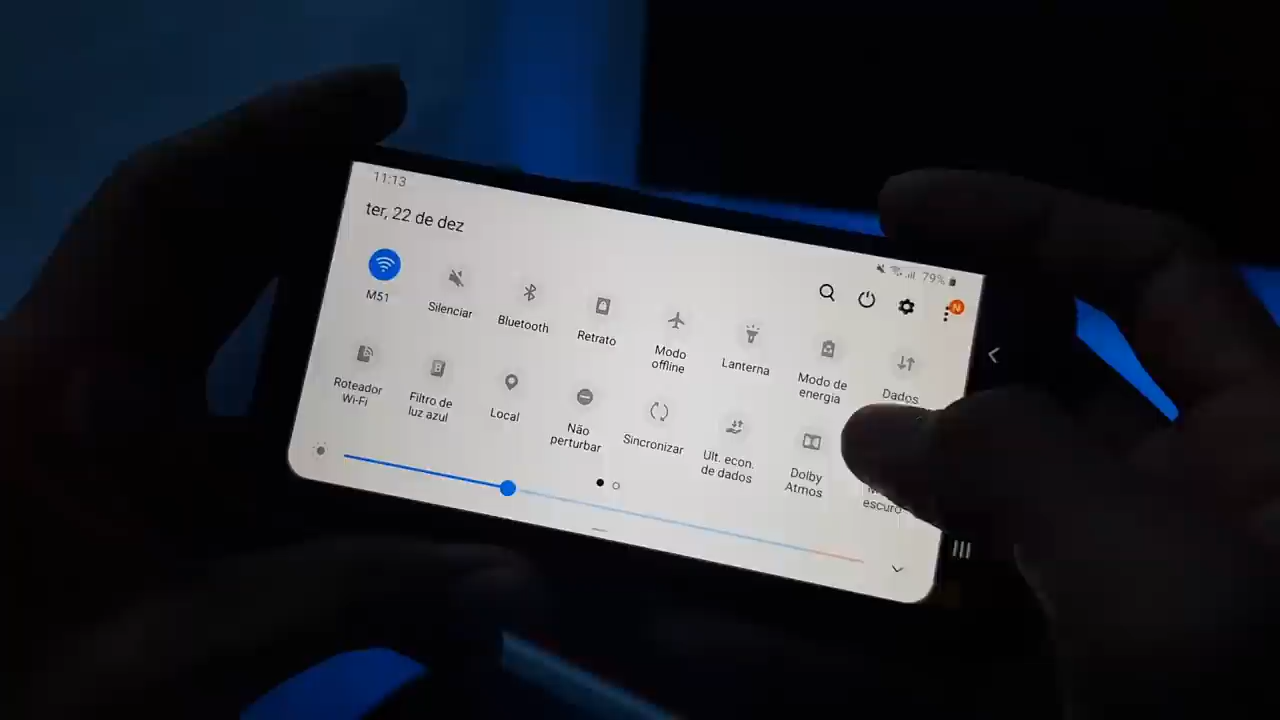 11:13
79%
ter, 22 de dez
N
M51
Silenciar
Bluetooth
Retrato
Modo
offline
Lanterna
Modo de
energia
Dados
Roteador
Wi-Fi
Filtro de
luz azul
Local
Não
perturbar
Sincronizar
Ult. econ.
de dados
Dolby
Atmos
escuro